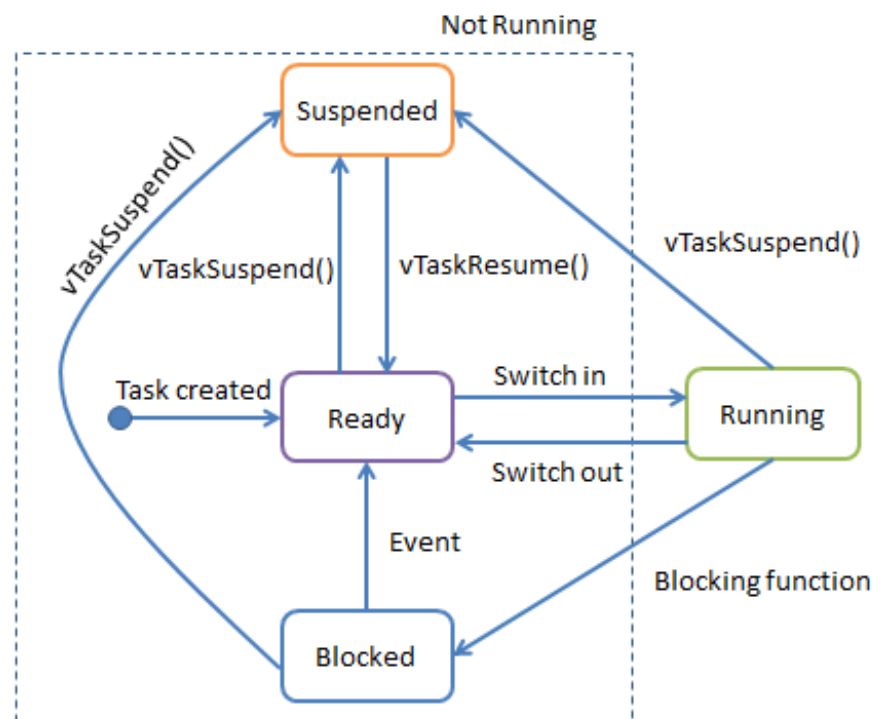 Not Running
Suspended
vTaskSuspend()
vTaskSuspend()
vTaskResume()
vTaskSuspend()
Task created
Ready
Switch in
Running
Switch out
Event
Blocking function
Blocked